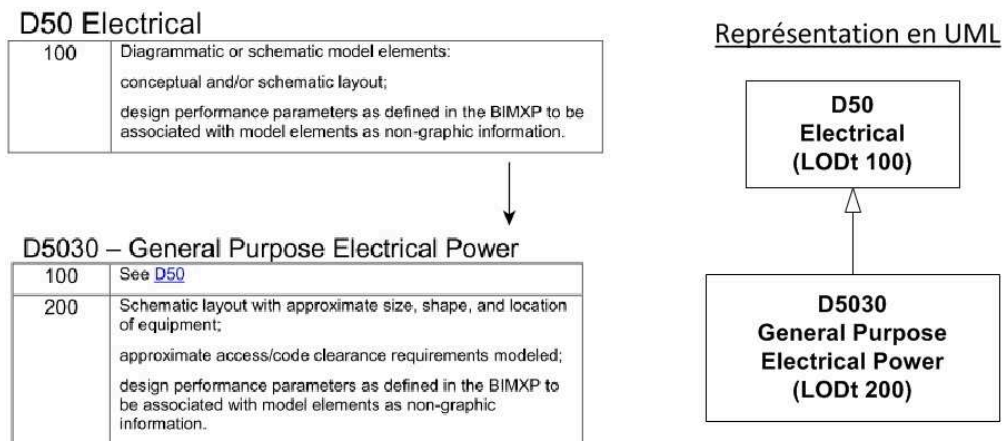 D50 Electrical
100
Diagrammatic or schematic model elements:
conceptual and/or schematic layout;
design performance parameters as defined in the BIMXP to be
associated with model elements as non-graphic information.
D5030 – General Purpose Electrical Power
100
See D50
200
Schematic layout with approximate size, shape, and location
of equipment;
approximate access/code clearance requirements modeled;
design performance parameters as defined in the BIMXP to
be associated with model elements as non-graphic
information.
Représentation en UML
D50
Electrical
(LODt 100)
D5030
General Purpose
Electrical Power
(LODt 200)